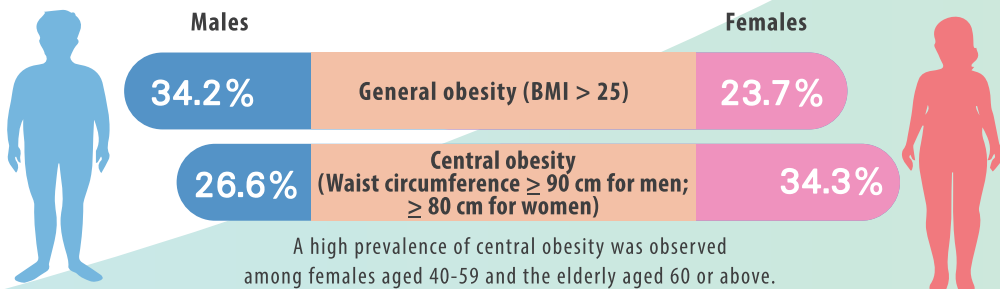 Males
Females
34.2%
General obesity (BMI > 25)
23.7%
26.6%
Central obesity
(Waist circumference ≥ 90 cm for men;
≥ 80 cm for women)
34.3%
A high prevalence of central obesity was observed
among females aged 40-59 and the elderly aged 60 or above.